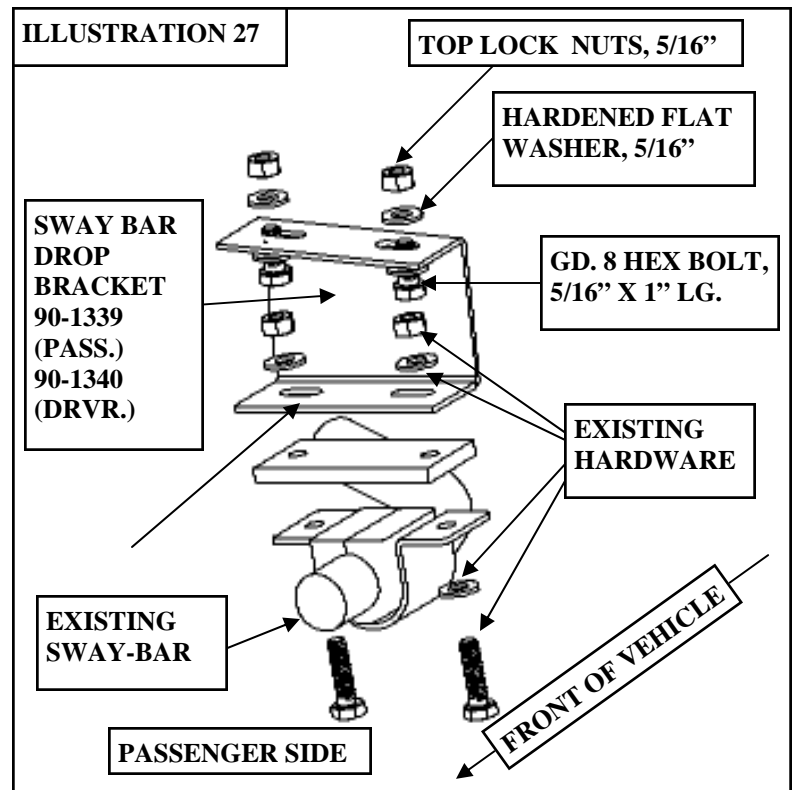 ILLUSTRATION 27
TOP LOCK NUTS, 5/16”
HARDENED FLAT
WASHER, 5/16”
SWAY BAR
DROP
BRACKET
90-1339
(PASS.)
90-1340
(DRVR.)
GD. 8 HEX BOLT,
5/16” X 1” LG.
EXISTING
HARDWARE
EXISTING
SWAY-BAR
FRONT OF VEHICLE
PASSENGER SIDE